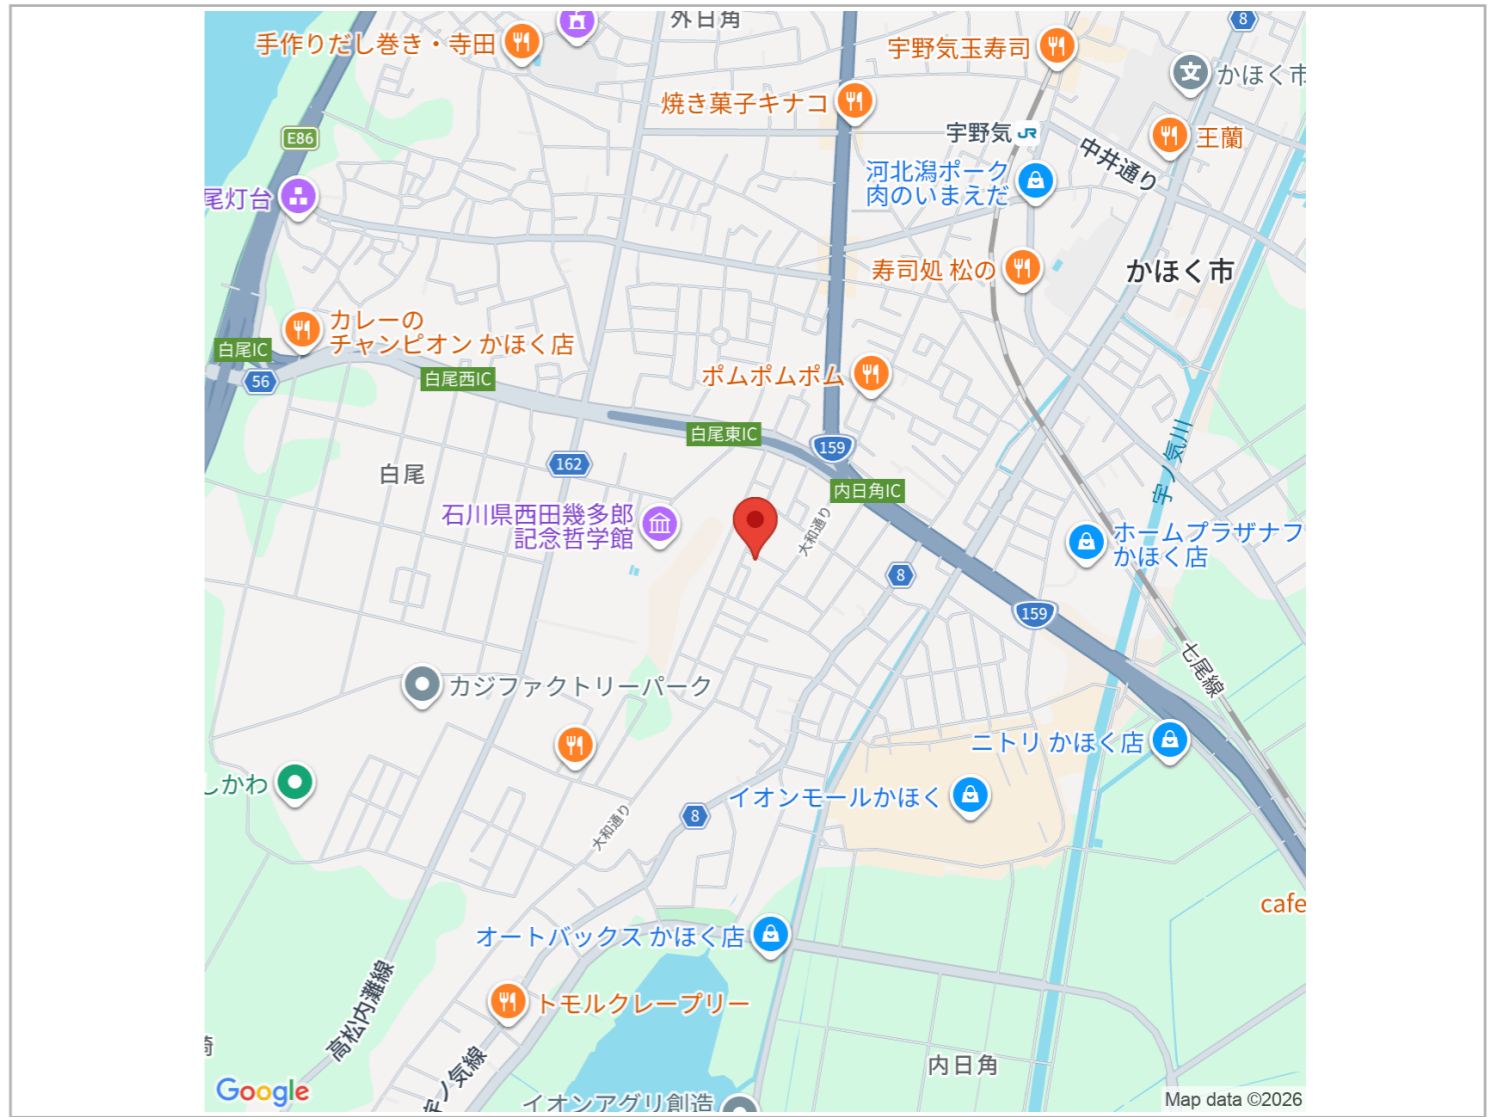 外日角
8
手作りだし巻き・寺田
宇野気玉寿司
かほく市
焼き菓子キナコ
宇野気 JR
王蘭
E86
中井通り
河北潟ポーク
肉のいまえだ
尾灯台
寿司処 松の
かほく市
カレーの
チャンピオン かほく店
白尾IC
56
白尾西IC
ポムポムポム
白尾東IC
159
162
白尾
内日角IC
宇ノ気川
石川県西田幾多郎
記念哲学館
大和通り
ホームプラザナフ
かほく店
8
159
七尾線
カジファクトリーパーク
ニトリ かほく店
しかわ
イオンモールかほく
8
大和通り
cafe
オートバックス かほく店
トモルクレープリー
高松内灘線
宇ノ気線
内日角
Google
イオンアグリ創造
Map data ©2026